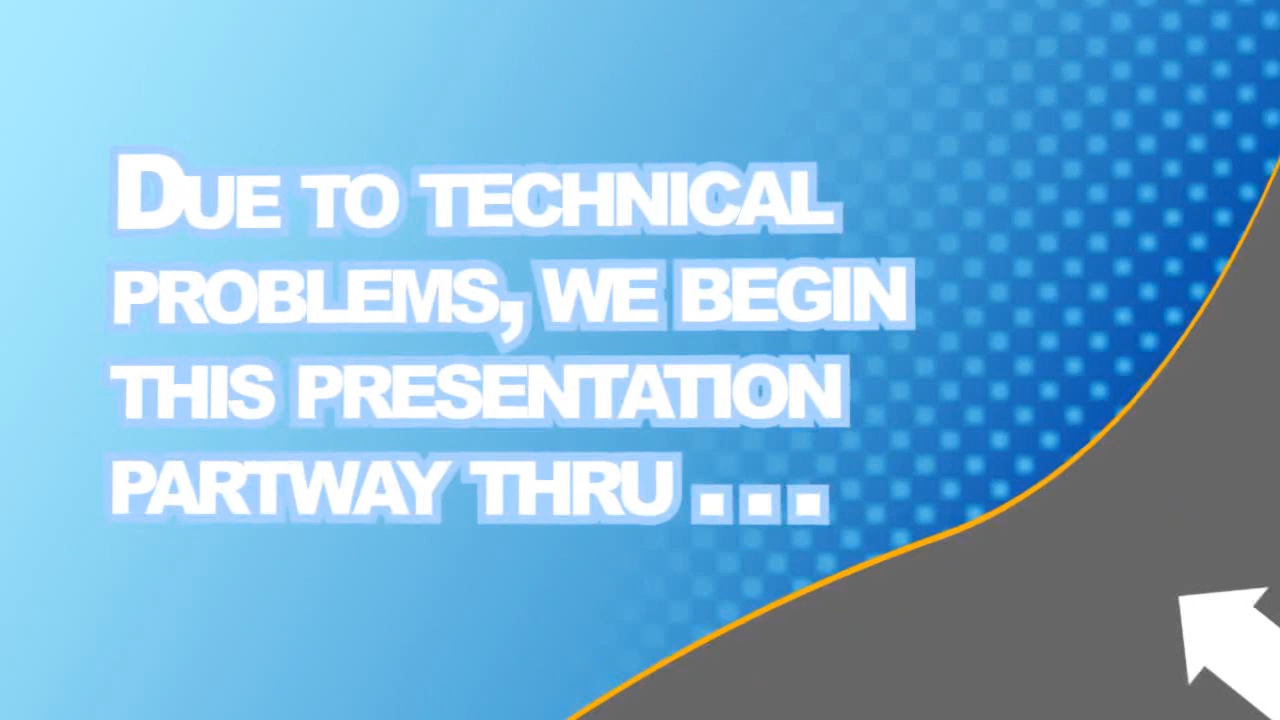 Due to technical
problems, we begin
this presentation
partway thru ...